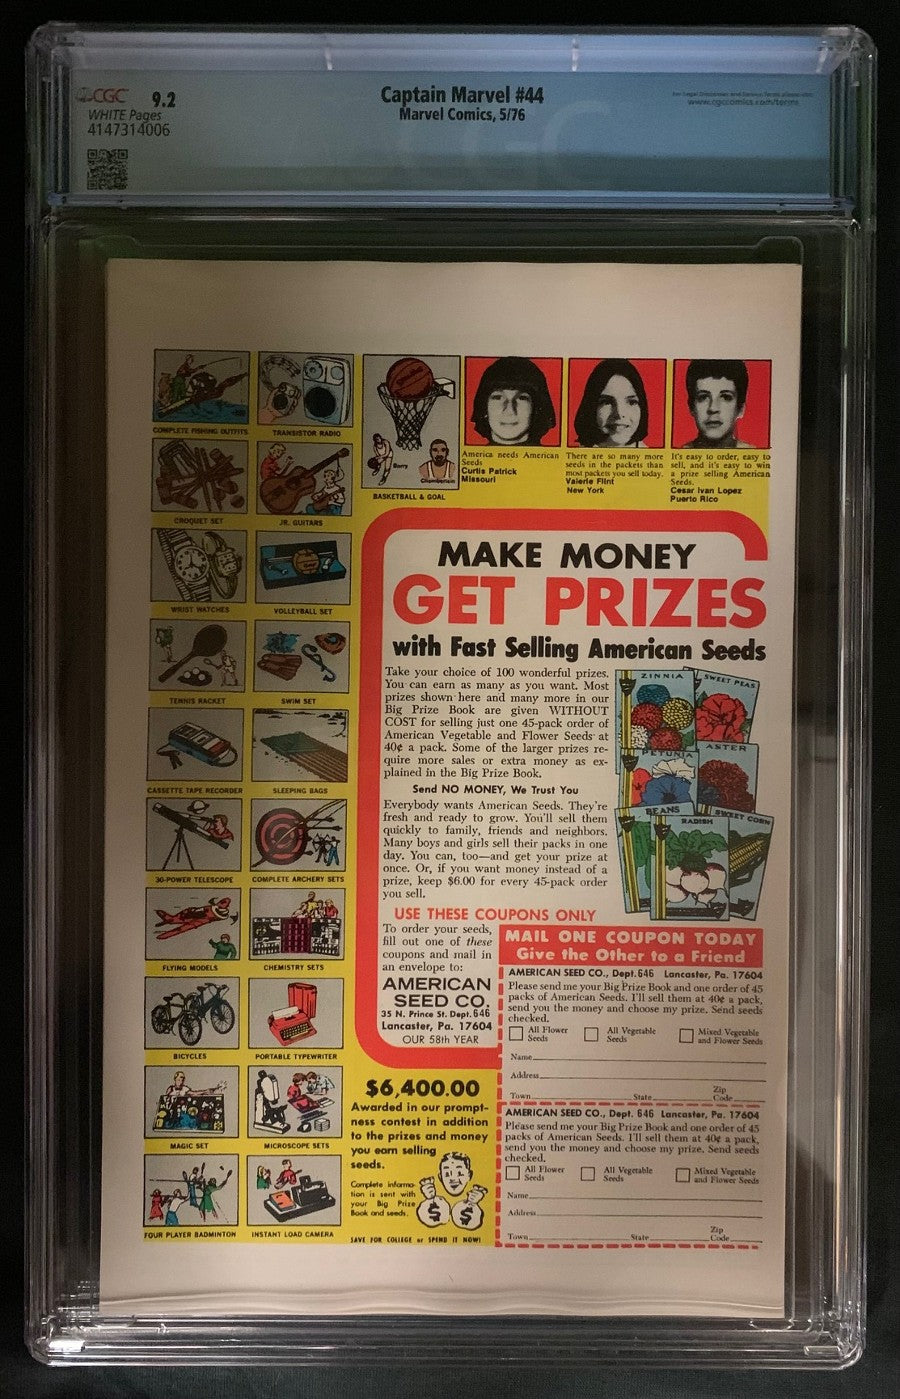 CGC 9.2
WHITE Pages
4147314006
Captain Marvel #44
Marvel Comics, 5/76
www.cgccomics.com/terms
COMPLETE FISHING OUTFITS
TRANSISTOR RADIO
CROQUET SET
JR. GUITARS
WRIST WATCHES
VOLLEYBALL SET
TENNIS RACKET
SWIM SET
CASSETTE TAPE RECORDER
SLEEPING BAGS
30-POWER TELESCOPE
COMPLETE ARCHERY SETS
FLYING MODELS
CHEMISTRY SETS
BICYCLES
PORTABLE TYPEWRITER
MAGIC SET
MICROSCOPE SETS
FOUR PLAYER BADMINTON
INSTANT LOAD CAMERA
Barry
Chamberlain
BASKETBALL & GOAL
America needs American
Seeds
Curtis Patrick
Missouri
There are so many more
seeds in the packets than
most packets you sell today.
Valerie Flint
New York
It's easy to order, easy to
sell, and it's easy to win
a prize selling American
Seeds.
Cesar Ivan Lopez
Puerto Rico
MAKE MONEY
GET PRIZES
with Fast Selling American Seeds
Take your choice of 100 wonderful prizes.
You can earn as many as you want. Most
prizes shown here and many more in our
Big Prize Book are given WITHOUT
COST for selling just one 45-pack order of
American Vegetable and Flower Seeds at
40¢ a pack. Some of the larger prizes re-
quire more sales or extra money as ex-
plained in the Big Prize Book.
Send NO MONEY, We Trust You
Everybody wants American Seeds. They're
fresh and ready to grow. You'll sell them
quickly to family, friends and neighbors.
Many boys and girls sell their packs in one
day. You can, too—and get your prize at
once. Or, if you want money instead of a
prize, keep $6.00 for every 45-pack order
you sell.
ZINNIA
SWEET PEAS
PETUNIA
ASTER
BEANS
RADISH
SWEET CORN
USE THESE COUPONS ONLY
To order your seeds,
fill out one of these
coupons and mail in
an envelope to:
AMERICAN
SEED CO.
35 N. Prince St. Dept. 646
Lancaster, Pa. 17604
OUR 58th YEAR
MAIL ONE COUPON TODAY
Give the Other to a Friend
AMERICAN SEED CO., Dept. 646 Lancaster, Pa. 17604
Please send me your Big Prize Book and one order of 45
packs of American Seeds. I'll sell them at 40¢ a pack,
send you the money and choose my prize. Send seeds
checked.
All Flower
Seeds
All Vegetable
Seeds
Mixed Vegetable
and Flower Seeds
Name
Address
Town State Zip Code
AMERICAN SEED CO., Dept. 646 Lancaster, Pa. 17604
Please send me your Big Prize Book and one order of 45
packs of American Seeds. I'll sell them at 40¢ a pack,
send you the money and choose my prize. Send seeds
checked.
All Flower
Seeds
All Vegetable
Seeds
Mixed Vegetable
and Flower Seeds
Name
Address
Town State Zip Code
$6,400.00
Awarded in our prompt-
ness contest in addition
to the prizes and money
you earn selling
seeds.
Complete informa-
tion is sent with
your Big Prize
Book and seeds.
$ $
SAVE FOR COLLEGE or SPEND IT NOW!